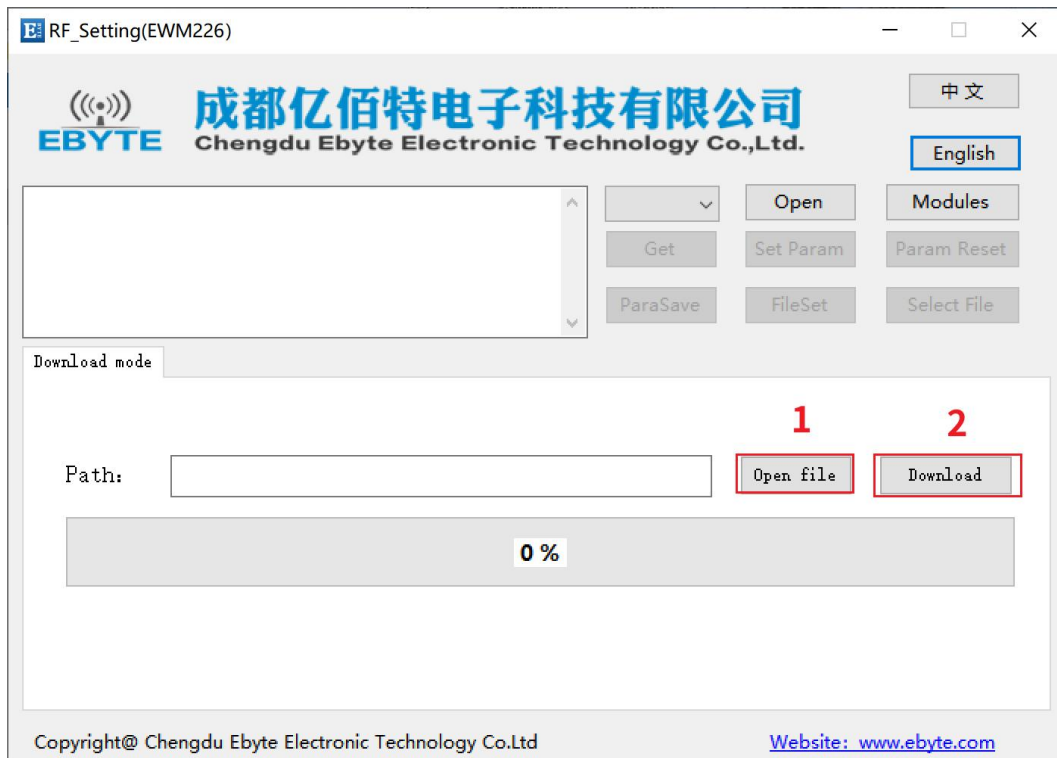 RF_Setting(EWM226)
EBYTE
成都亿佰特电子科技有限公司
Chengdu Ebyte Electronic Technology Co.,Ltd.
中文
English
Open
Modules
Get
Set Param
Param Reset
ParaSave
FileSet
Select File
Download mode
1
2
Path:
Open file
Download
0 %
Copyright@ Chengdu Ebyte Electronic Technology Co.Ltd
Website: www.ebyte.com